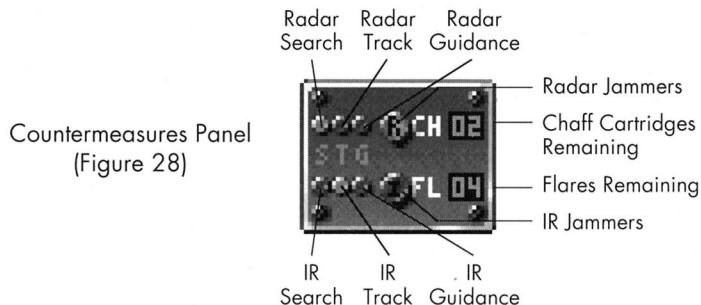 Radar Radar Radar
Search Track Guidance
Radar Jammers
Countermeasures Panel
(Figure 28)
R CH 02
Chaff Cartridges
Remaining
S T G
I FL 04
Flares Remaining
IR Jammers
IR IR IR
Search Track Guidance